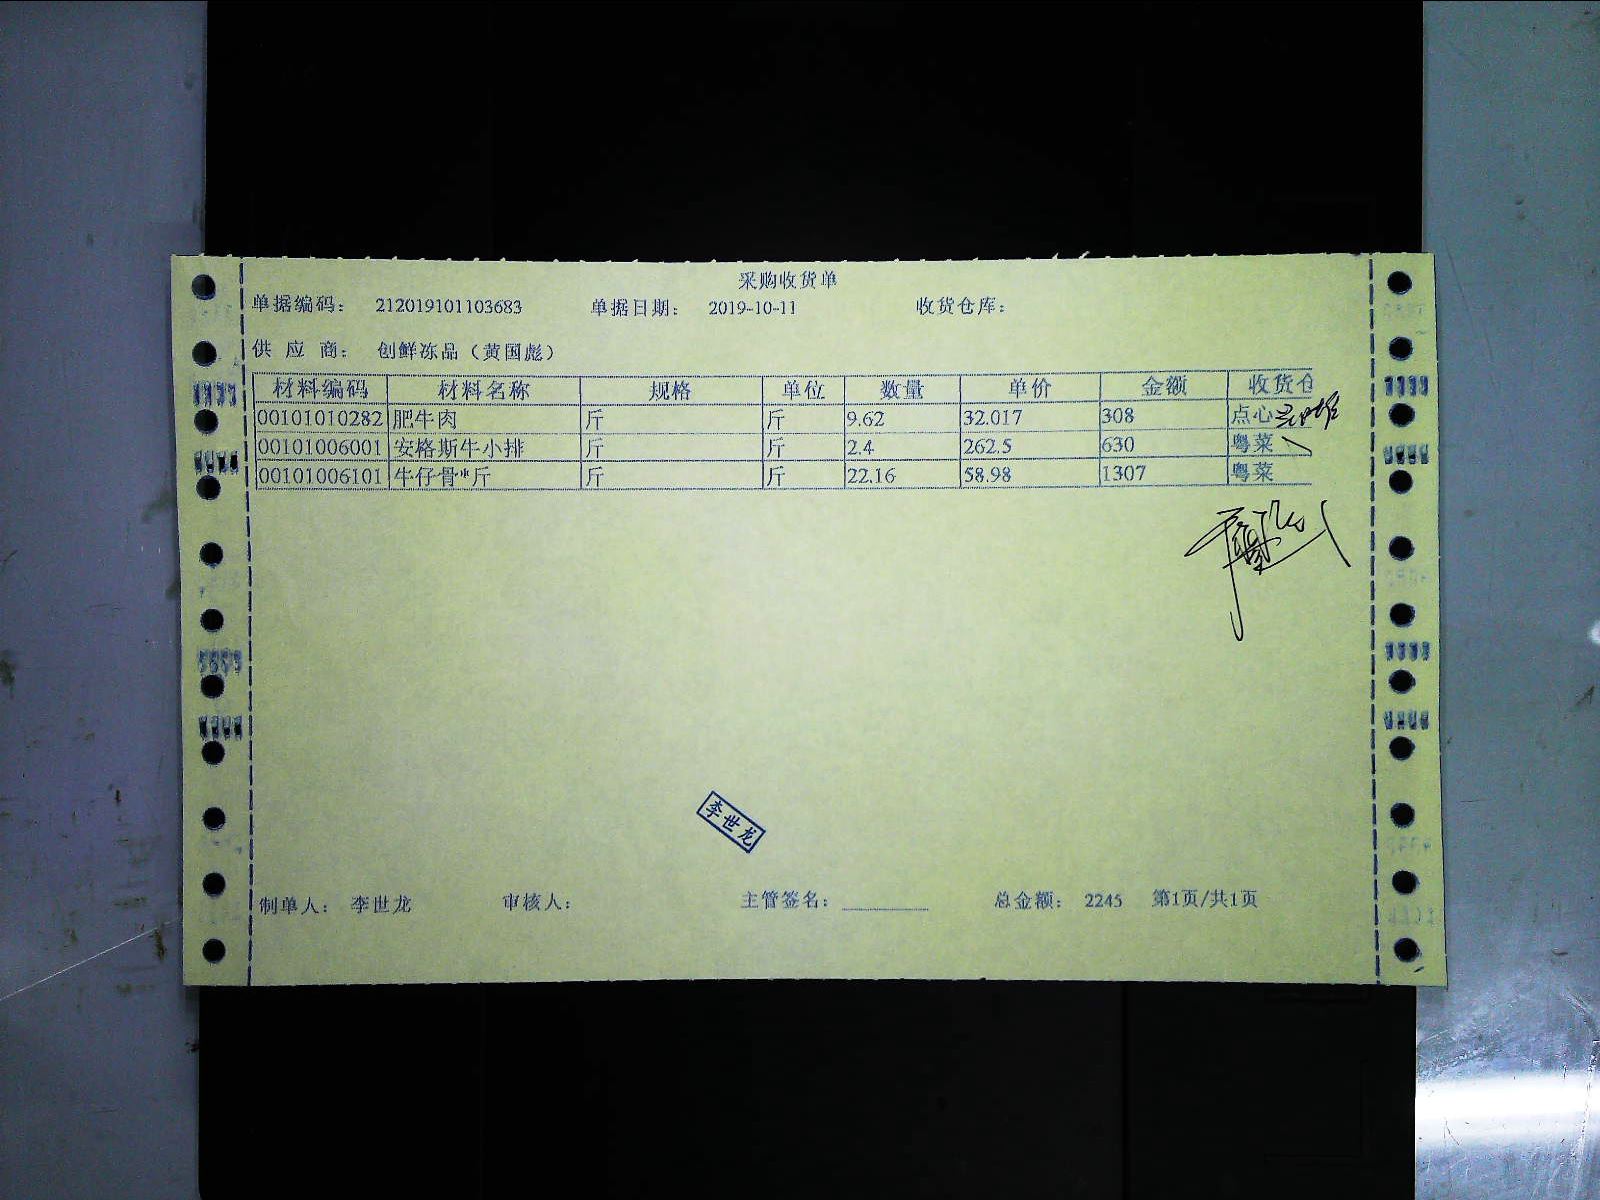 采购收货单
单据编码： 212019101103683 单据日期： 2019-10-11 收货仓库：
供 应 商： 创鲜冻品（黄国彪）
材料编码 材料名称 规格 单位 数量 单价 金额 收货仓
00101010282 肥牛肉 斤 斤 9.62 32.017 308 点心
00101006001 安格斯牛小排 斤 斤 2.4 262.5 630 粤菜
00101006101 牛仔骨*斤 斤 斤 22.16 58.98 1307 粤菜
李世龙
制单人： 李世龙 审核人： 主管签名： 总金额： 2245 第1页/共1页